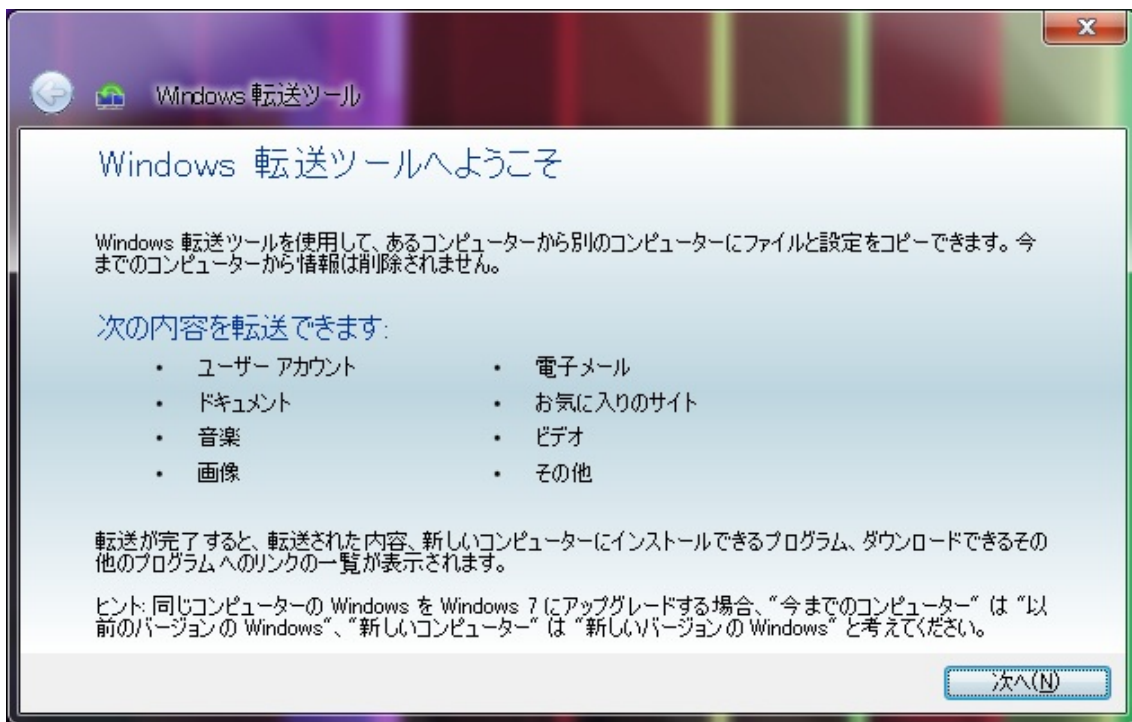 Windows 転送ツール
Windows 転送ツールへようこそ
Windows 転送ツールを使用して、あるコンピューターから別のコンピューターにファイルと設定をコピーできます。今
までのコンピューターから情報は削除されません。
次の内容を転送できます:
・ ユーザー アカウント ・ 電子メール
・ ドキュメント ・ お気に入りのサイト
・ 音楽 ・ ビデオ
・ 画像 ・ その他
転送が完了すると、転送された内容、新しいコンピューターにインストールできるプログラム、ダウンロードできるその
他のプログラムへのリンクの一覧が表示されます。
ヒント: 同じコンピューターの Windows を Windows 7 にアップグレードする場合、"今までのコンピューター" は "以
前のバージョンの Windows"、"新しいコンピューター" は "新しいバージョンの Windows" と考えてください。
次へ(N)